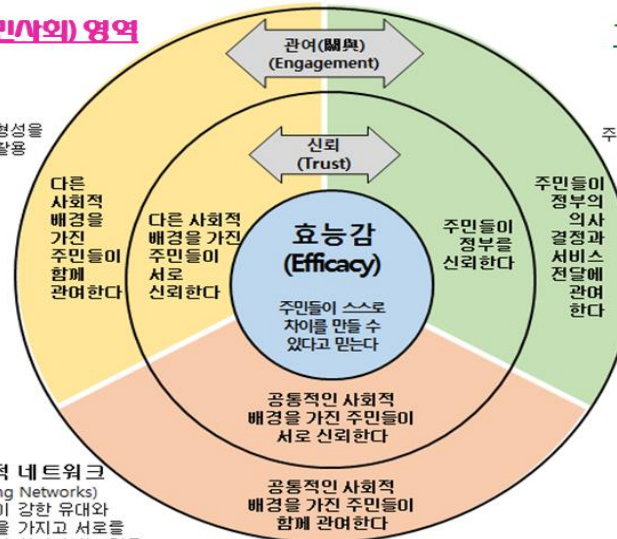 민사회) 영역
관여(關與)
(Engagement)
형성을
활용
신뢰
(Trust)
다른
사회적
배경을
가진
주민들이
함께
관여한다
다른 사회적
배경을 가진
주민들이
서로
신뢰한다
효능감
(Efficacy)
주민들이 스스로
차이를 만들 수
있다고 믿는다
주민들이
정부를
신뢰한다
주민들이
정부의
의사
결정과
서비스
전달에
관여
한다
주
공통적인 사회적
배경을 가진 주민들이
서로 신뢰한다
공통적인 사회적
배경을 가진 주민들이
함께 관여한다
적 네트워크
ng Networks)
이 강한 유대와
을 가지고 서로를